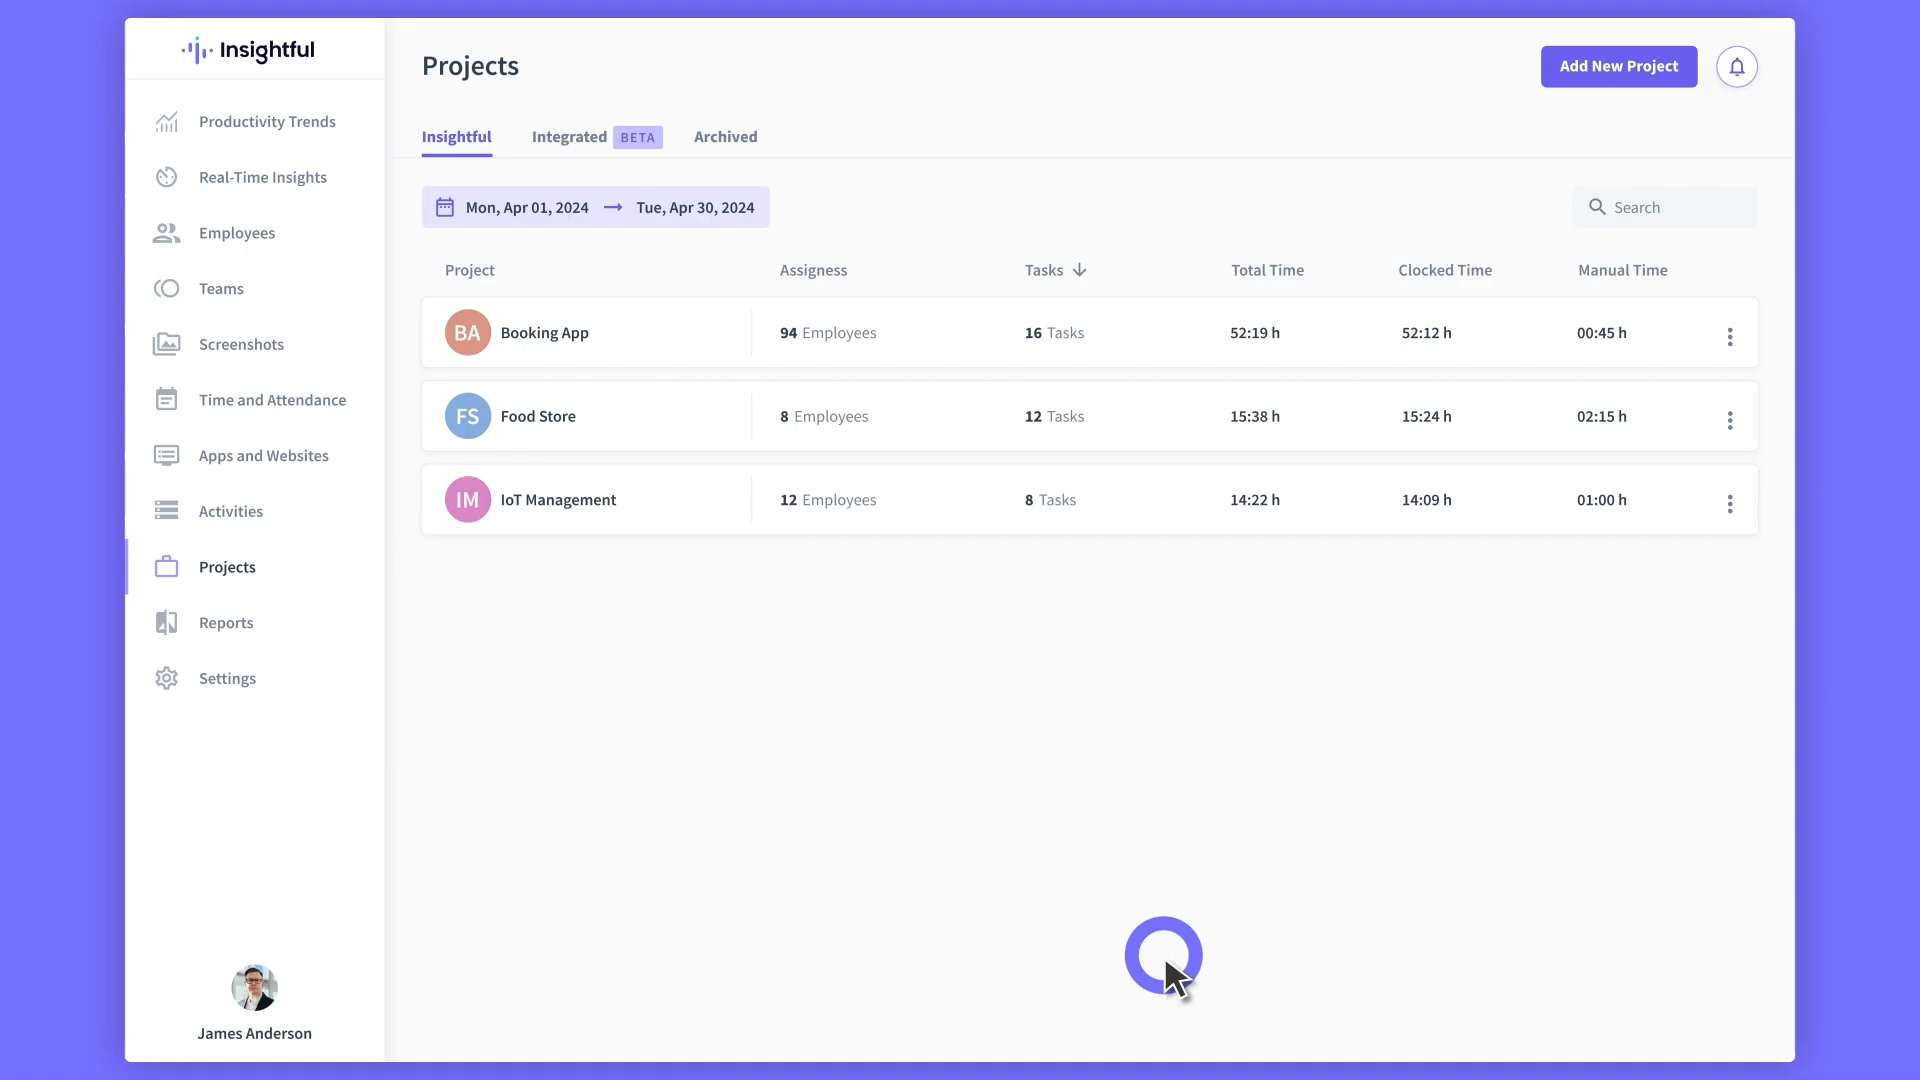 Insightful
Productivity Trends
Real-Time Insights
Employees
Teams
Screenshots
Time and Attendance
Apps and Websites
Activities
Projects
Reports
Settings
James Anderson
Projects
Add New Project
Insightful Integrated BETA Archived
Mon, Apr 01, 2024 → Tue, Apr 30, 2024
Search
Project Assigness Tasks ↓ Total Time Clocked Time Manual Time
BA Booking App 94 Employees 16 Tasks 52:19 h 52:12 h 00:45 h
FS Food Store 8 Employees 12 Tasks 15:38 h 15:24 h 02:15 h
IM IoT Management 12 Employees 8 Tasks 14:22 h 14:09 h 01:00 h